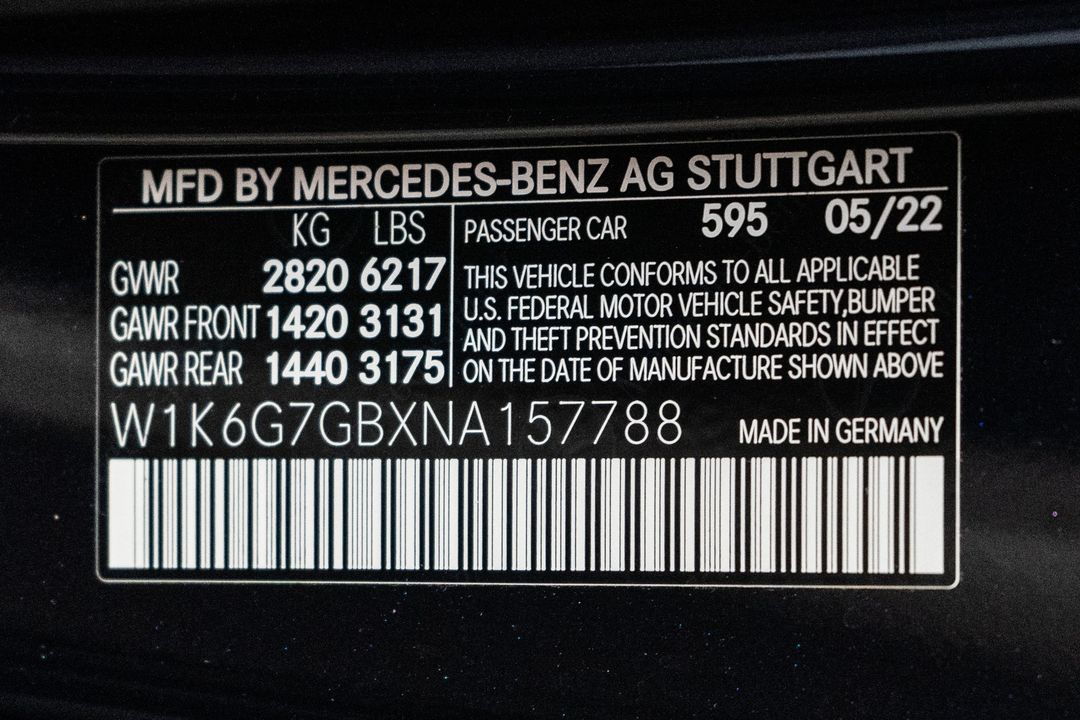 MFD BY MERCEDES-BENZ AG STUTTGART
KG LBS
GVWR 2820 6217
GAWR FRONT 1420 3131
GAWR REAR 1440 3175
PASSENGER CAR 595 05/22
THIS VEHICLE CONFORMS TO ALL APPLICABLE
U.S. FEDERAL MOTOR VEHICLE SAFETY,BUMPER
AND THEFT PREVENTION STANDARDS IN EFFECT
ON THE DATE OF MANUFACTURE SHOWN ABOVE
W1K6G7GBXNA157788 MADE IN GERMANY